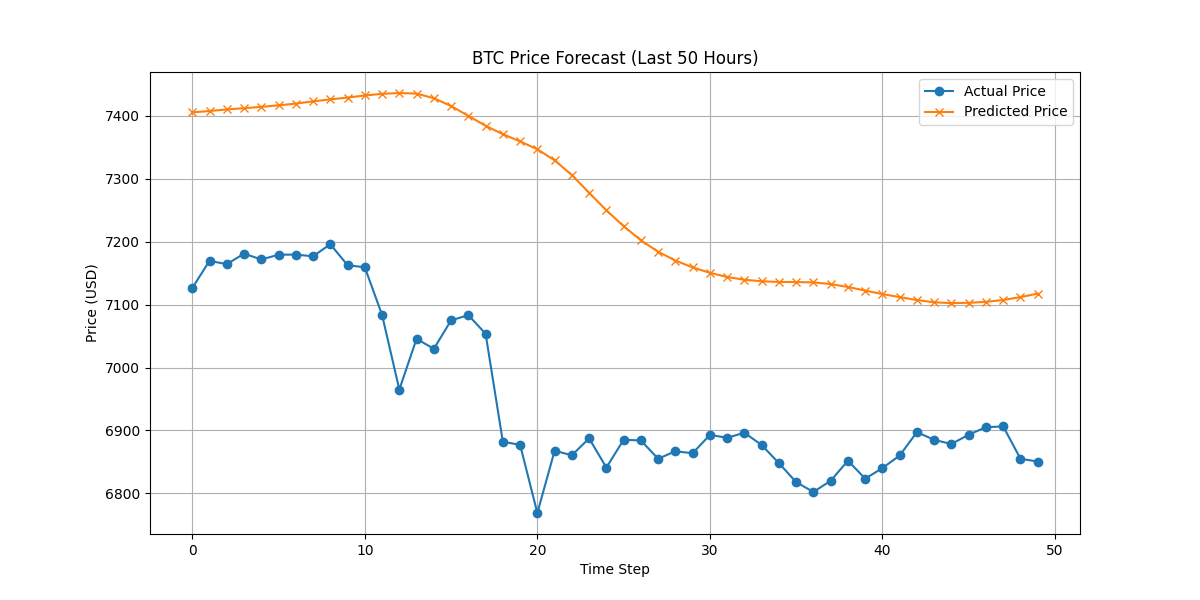 BTC Price Forecast (Last 50 Hours)
Actual Price
Predicted Price
7400
7300
7200
7100
7000
6900
6800
Price (USD)
0 10 20 30 40 50
Time Step